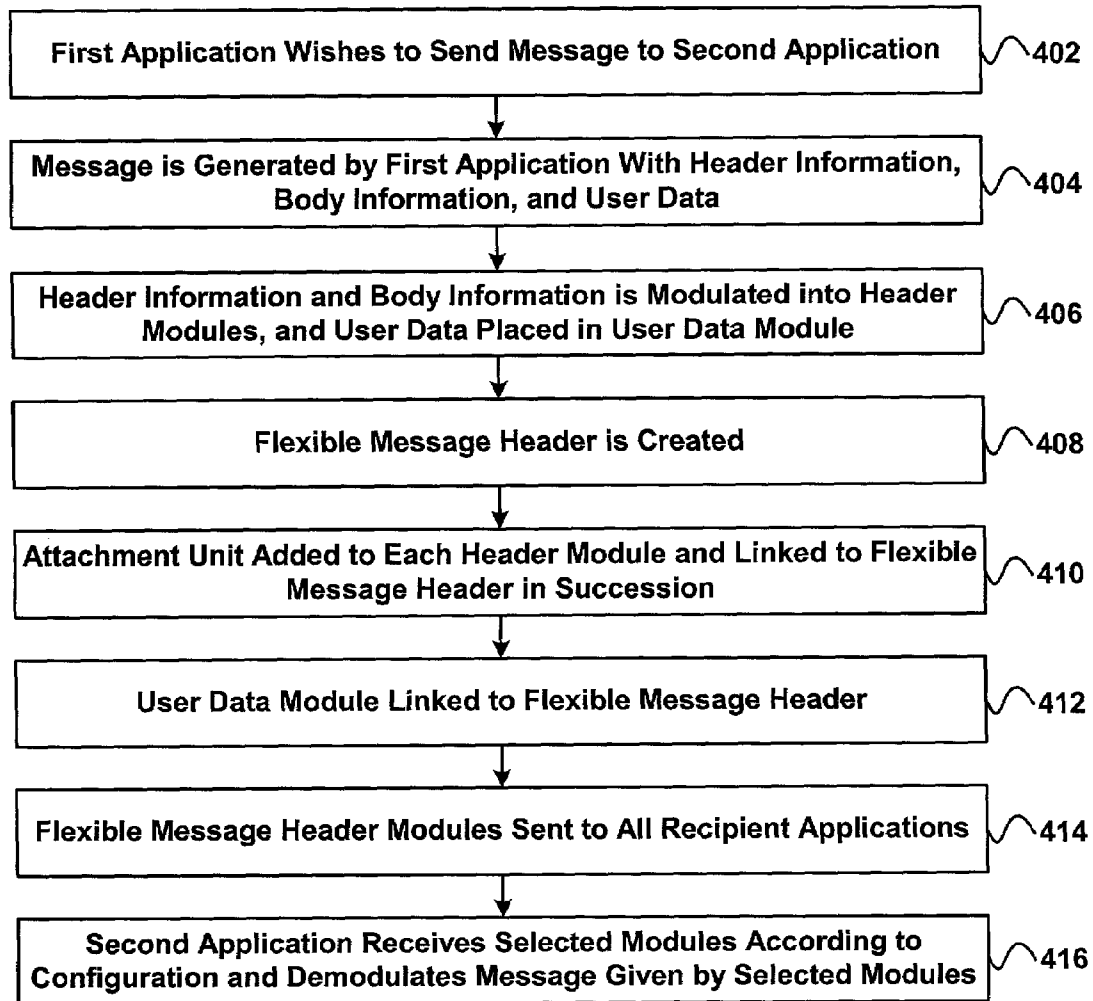 First Application Wishes to Send Message to Second Application
402
Message is Generated by First Application With Header Information,
Body Information, and User Data
404
Header Information and Body Information is Modulated into Header
Modules, and User Data Placed in User Data Module
406
Flexible Message Header is Created
408
Attachment Unit Added to Each Header Module and Linked to Flexible
Message Header in Succession
410
User Data Module Linked to Flexible Message Header
412
Flexible Message Header Modules Sent to All Recipient Applications
414
Second Application Receives Selected Modules According to
Configuration and Demodulates Message Given by Selected Modules
416